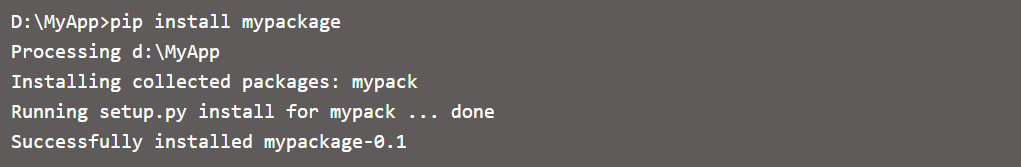 D:\MyApp>pip install mypackage
Processing d:\MyApp
Installing collected packages: mypack
Running setup.py install for mypack ... done
Successfully installed mypackage-0.1